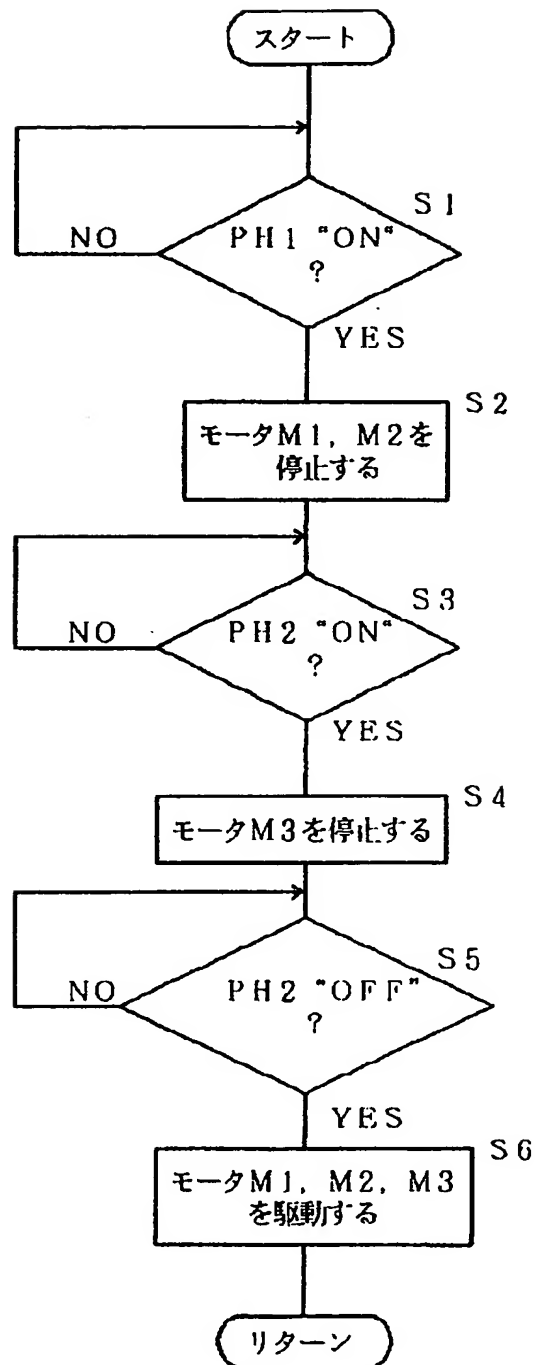 スタート
S1
PH1 "ON"
?
NO
YES
S2
モータM1, M2を
停止する
S3
PH2 "ON"
?
NO
YES
S4
モータM3を停止する
S5
PH2 "OFF"
?
NO
YES
S6
モータM1, M2, M3
を駆動する
リターン